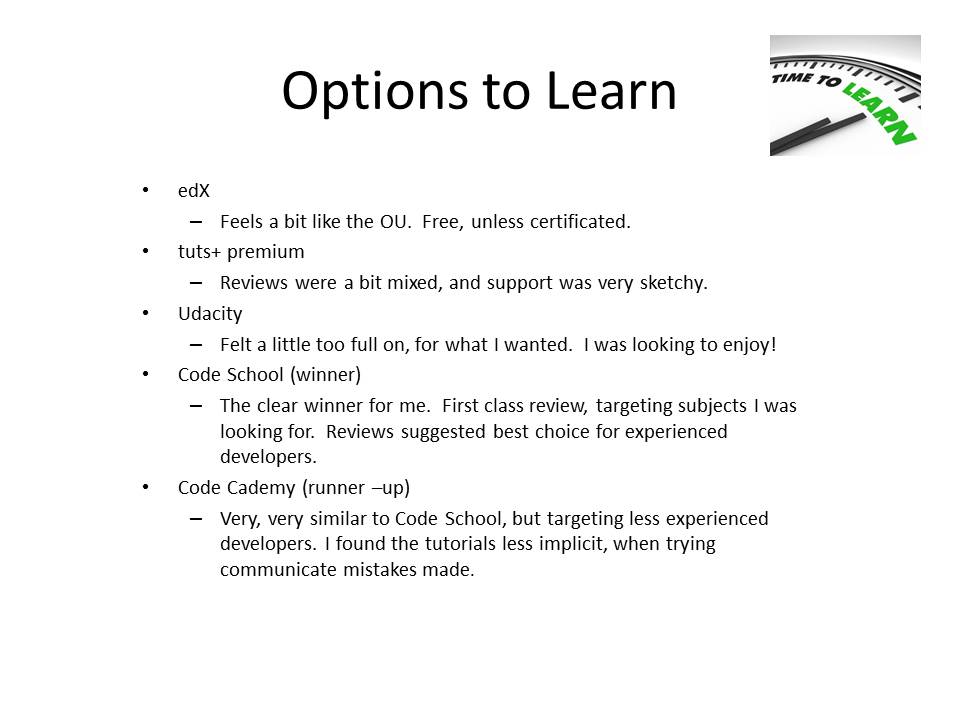 Options to Learn
TIME TO LEARN
• edX
– Feels a bit like the OU.  Free, unless certificated.
• tuts+ premium
– Reviews were a bit mixed, and support was very sketchy.
• Udacity
– Felt a little too full on, for what I wanted.  I was looking to enjoy!
• Code School (winner)
– The clear winner for me.  First class review, targeting subjects I was
looking for.  Reviews suggested best choice for experienced
developers.
• Code Cademy (runner –up)
– Very, very similar to Code School, but targeting less experienced
developers. I found the tutorials less implicit, when trying
communicate mistakes made.